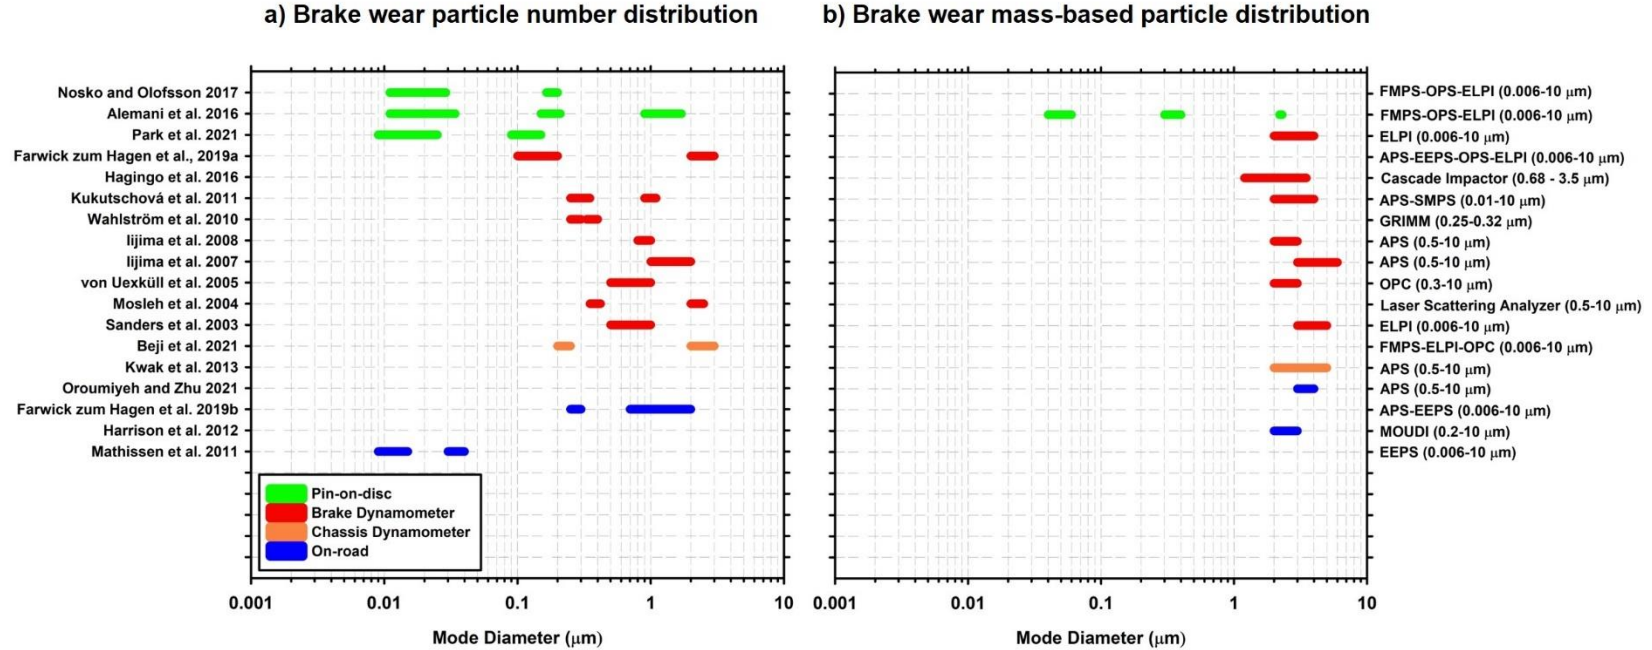 a) Brake wear particle number distribution
b) Brake wear mass-based particle distribution
Nosko and Olofsson 2017
Alemani et al. 2016
Park et al. 2021
Farwick zum Hagen et al., 2019a
Hagingo et al. 2016
Kukutschová et al. 2011
Wahlström et al. 2010
Iijima et al. 2008
Iijima et al. 2007
von Uexküll et al. 2005
Mosleh et al. 2004
Sanders et al. 2003
Beji et al. 2021
Kwak et al. 2013
Oroumiyeh and Zhu 2021
Farwick zum Hagen et al. 2019b
Harrison et al. 2012
Mathissen et al. 2011
Pin-on-disc
Brake Dynamometer
Chassis Dynamometer
On-road
0.001 0.01 0.1 1 10
Mode Diameter (μm)
FMPS-OPS-ELPI (0.006-10 μm)
FMPS-OPS-ELPI (0.006-10 μm)
ELPI (0.006-10 μm)
APS-EEPS-OPS-ELPI (0.006-10 μm)
Cascade Impactor (0.68 - 3.5 μm)
APS-SMPS (0.01-10 μm)
GRIMM (0.25-0.32 μm)
APS (0.5-10 μm)
APS (0.5-10 μm)
OPC (0.3-10 μm)
Laser Scattering Analyzer (0.5-10 μm)
ELPI (0.006-10 μm)
FMPS-ELPI-OPC (0.006-10 μm)
APS (0.5-10 μm)
APS (0.5-10 μm)
APS-EEPS (0.006-10 μm)
MOUDI (0.2-10 μm)
EEPS (0.006-10 μm)
0.001 0.01 0.1 1 10
Mode Diameter (μm)